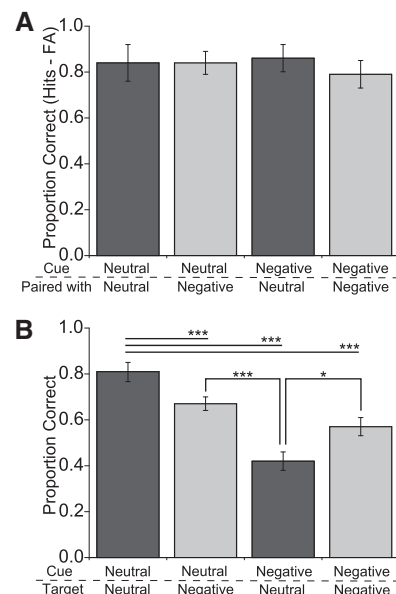 A
Proportion Correct (Hits - FA)
1.0
0.8
0.6
0.4
0.2
0.0
Cue Neutral Neutral Negative Negative
Paired with Neutral Negative Neutral Negative
B
Proportion Correct
1.0
0.8
0.6
0.4
0.2
0.0
***
***
***
***
*
Cue Neutral Neutral Negative Negative
Target Neutral Negative Neutral Negative